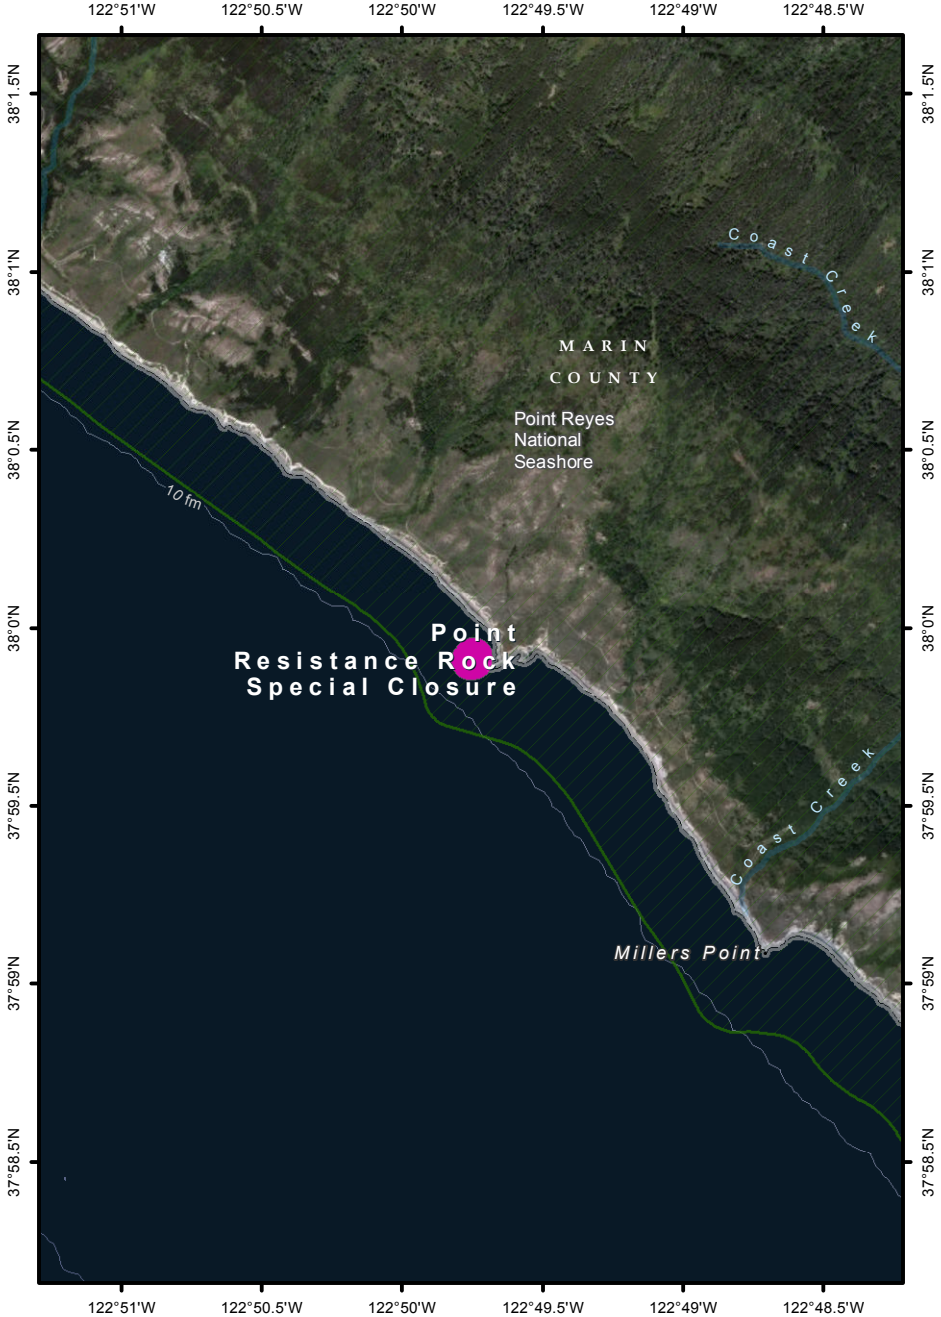 122°51'W 122°50.5'W 122°50'W 122°49.5'W 122°49'W 122°48.5'W
38°1.5'N 38°1.5'N
Coast Creek
38°1'N 38°1'N
MARIN
COUNTY
Point Reyes
National
Seashore
38°0.5'N 38°0.5'N
10 fm
38°0'N 38°0'N
Point
Resistance Rock
Special Closure
Coast Creek
37°59.5'N 37°59.5'N
Millers Point
37°59'N 37°59'N
37°58.5'N 37°58.5'N
122°51'W 122°50.5'W 122°50'W 122°49.5'W 122°49'W 122°48.5'W